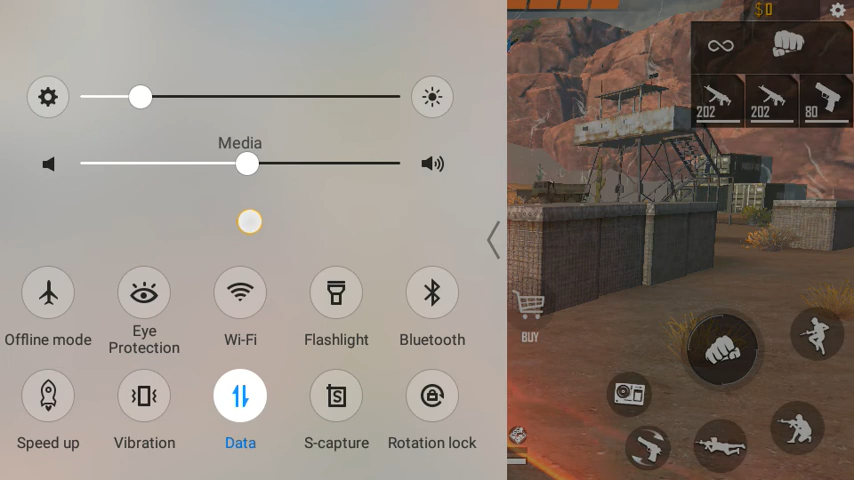 Media
Offline mode
Eye
Protection
Wi-Fi
Flashlight
Bluetooth
Speed up
Vibration
Data
S-capture
Rotation lock
$0
202
202
80
BUY